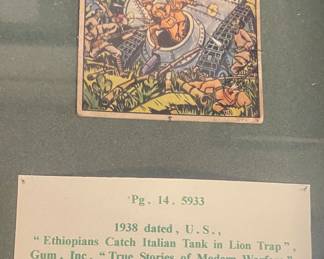 Pg. 14. 5933
1938 dated, U.S.,
"Ethiopians Catch Italian Tank in Lion Trap",
Gum, Inc. "True Stories of Modern Warfare"